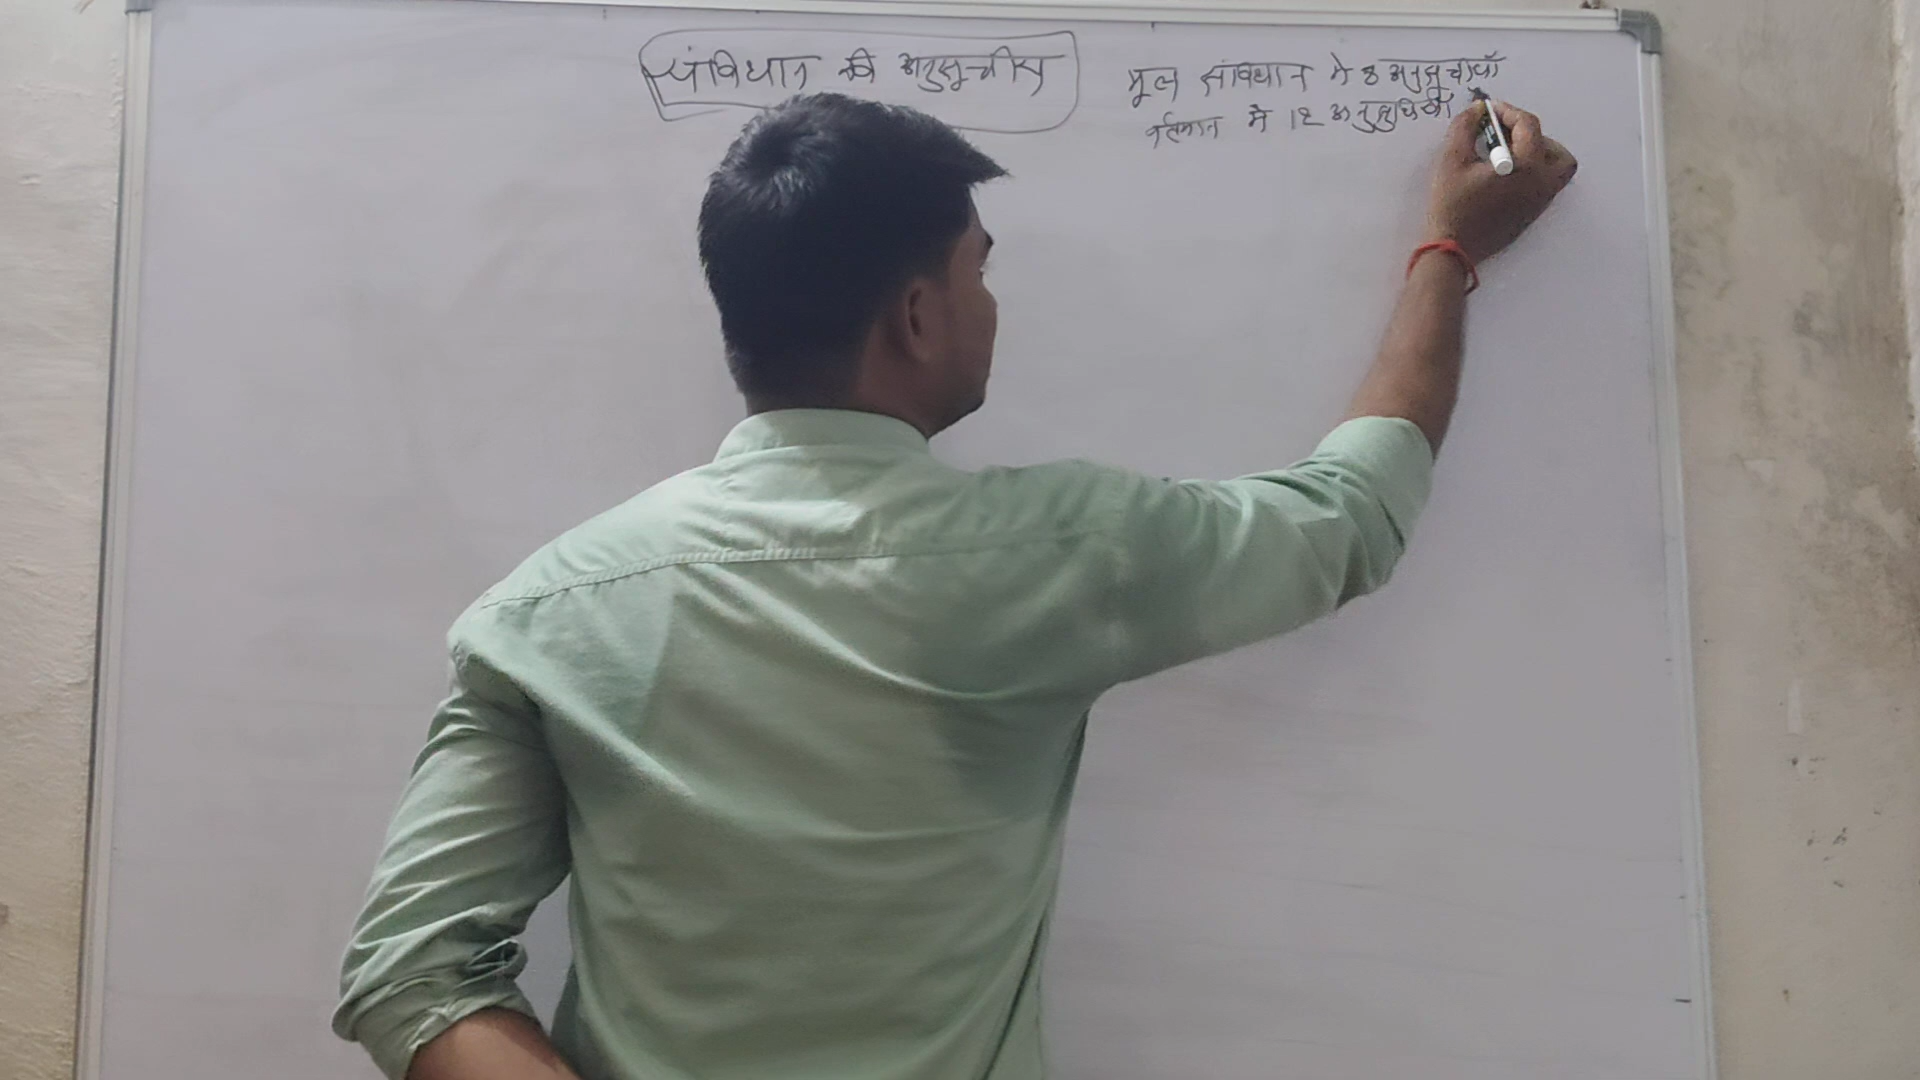 संविधान की अनुसूचीय
मूल संविधान मे 8 अनुसूचीयाँ
वर्तमान मे 12 अनुसुचियाँ